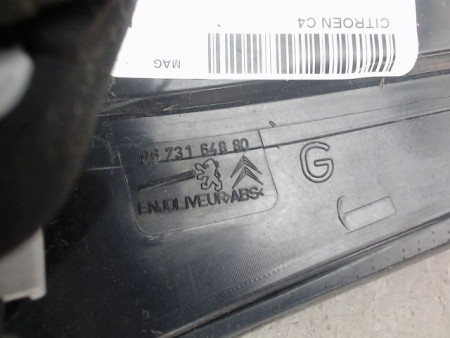 CITROEN C4
MAG
96 731 648 80
G
ENJOLIVEUR>ABS<